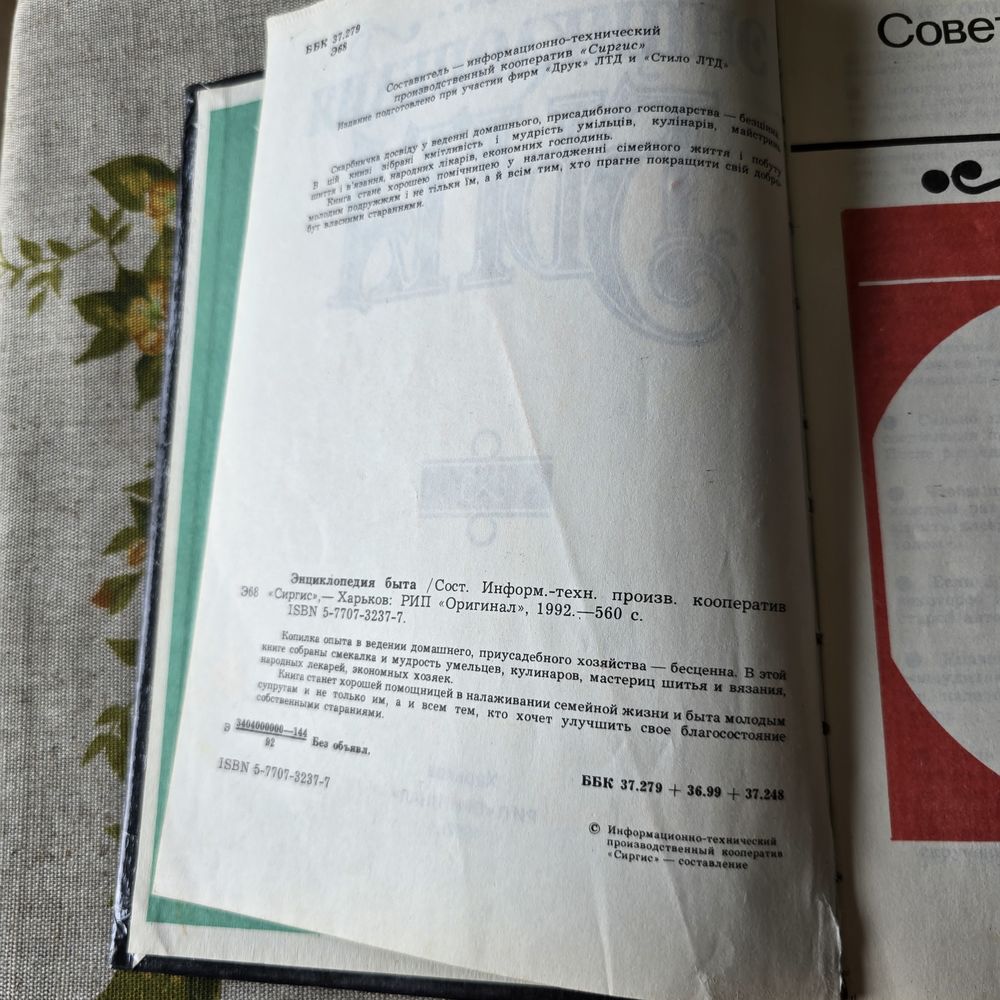 ББК 37.279
Э68
Составитель — информационно-технический
производственный кооператив «Сиргис»
Издание подготовлено при участии фирм «Друк» ЛТД и «Стило ЛТД»
Скарбничка досвіду у веденні домашнього, присадибного господарства — безцінна.
В цій книзі зібрані кмітливість і мудрість умільців, кулінарів, майстринь
шиття і в'язання, народних лікарів, економних господинь.
Книга стане хорошею помічницею у налагодженні сімейного життя і побуту
молодим подружжям і не тільки їм, а й всім тим, хто прагне покращити свій добро-
бут власними стараннями.
Энциклопедия быта /Сост. Информ.-техн. произв. кооператив
Э68 «Сиргис»,— Харьков: РИП «Оригинал», 1992.—560 с.
ISBN 5-7707-3237-7.
Копилка опыта в ведении домашнего, приусадебного хозяйства — бесценна. В этой
книге собраны смекалка и мудрость умельцев, кулинаров, мастериц шитья и вязания,
народных лекарей, экономных хозяек.
Книга станет хорошей помощницей в налаживании семейной жизни и быта молодым
супругам и не только им, а и всем тем, кто хочет улучшить свое благосостояние
собственными стараниями.
Э 3404000000—144
92
Без объявл.
ISBN 5-7707-3237-7
ББК 37.279 + 36.99 + 37.248
© Информационно-технический
производственный кооператив
«Сиргис» — составление
Сове